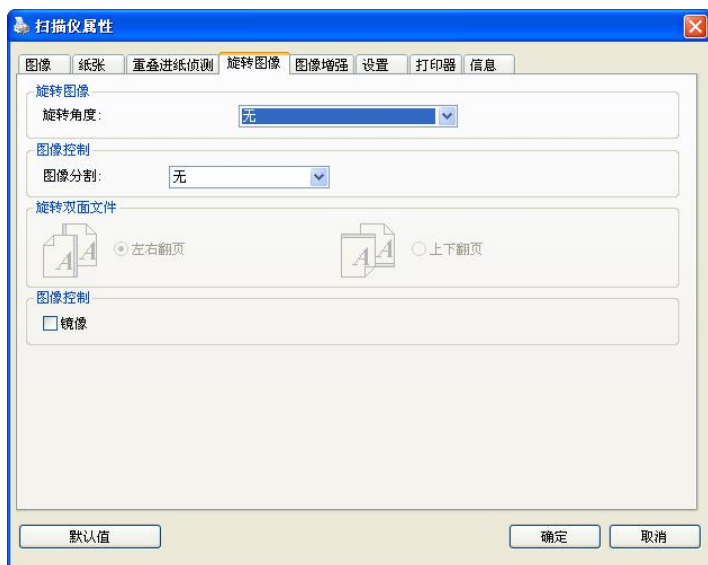 扫描仪属性
图像 纸张 重叠进纸侦测 旋转图像 图像增强 设置 打印器 信息
旋转图像
旋转角度: 无
图像控制
图像分割: 无
旋转双面文件
A A 左右翻页 A A 上下翻页
图像控制
镜像
默认值 确定 取消